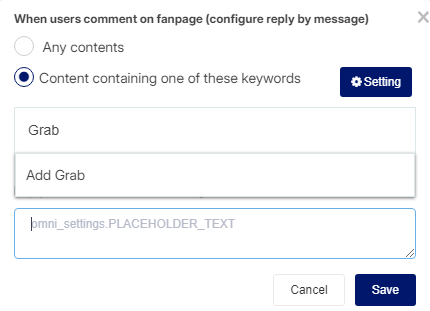 When users comment on fanpage (configure reply by message)
Any contents
Content containing one of these keywords
Setting
Grab
Add Grab
omni_settings.PLACEHOLDER_TEXT
Cancel
Save